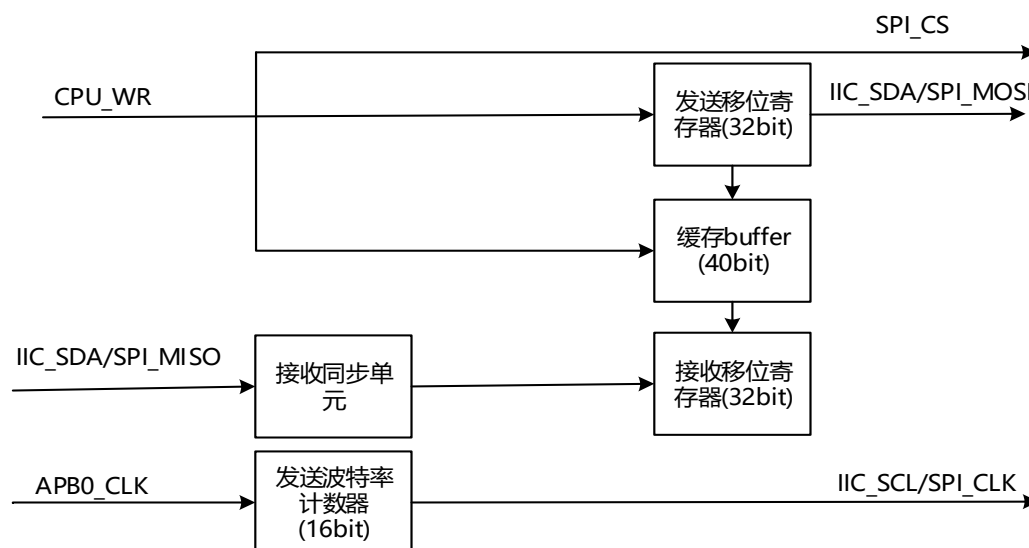 SPI_CS
CPU_WR
发送移位寄
存器(32bit)
IIC_SDA/SPI_MOSI
缓存buffer
(40bit)
IIC_SDA/SPI_MISO
接收同步单
元
接收移位寄
存器(32bit)
APB0_CLK
发送波特率
计数器
(16bit)
IIC_SCL/SPI_CLK